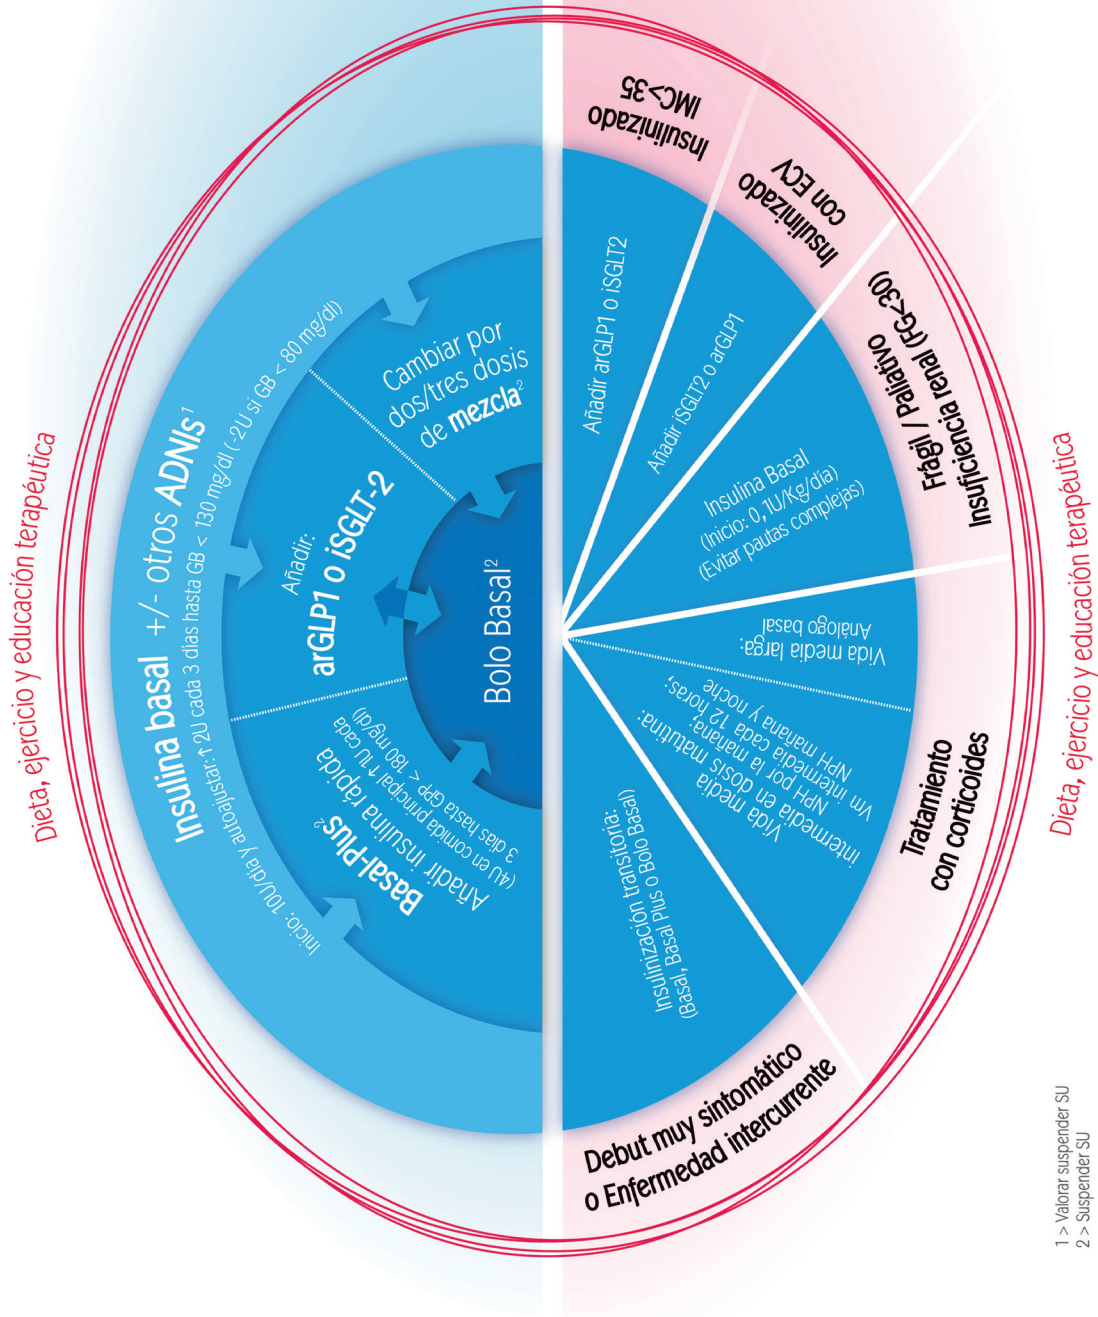 Dieta, ejercicio y educación terapéutica
Insulina basal +/- otros ADNIs¹
Inicio: 10U/día y autoajustar: ↑ 2U cada 3 días hasta GB < 130 mg/dl (-2U si GB < 80 mg/dl)
Basal-Plus²
Añadir insulina rápida
(4U en comida principal ↑ 1U cada
3 días hasta GPP < 180 mg/dl)
Añadir:
arGLP1 o iSGLT-2
Cambiar por
dos/tres dosis
de mezcla²
Bolo Basal²
Debut muy sintomático
o Enfermedad intercurrente
Insulinización transitoria:
(Basal, Basal Plus o Bolo Basal)
Tratamiento
con corticoides
Vida media
intermedia en dosis matutina:
NPH por la mañana;
Vm intermedia cada 12 horas;
NPH mañana y noche
Vida media larga:
Análogo basal
Frágil / Paliativo
Insuficiencia renal (FG<30)
Insulina Basal
(Inicio: 0,1U/Kg/día)
(Evitar pautas complejas)
Insulinizado
con ECV
Añadir iSGLT2 o arGLP1
Insulinizado
IMC>35
Añadir arGLP1 o iSGLT2
Dieta, ejercicio y educación terapéutica
1 > Valorar suspender SU
2 > Suspender SU